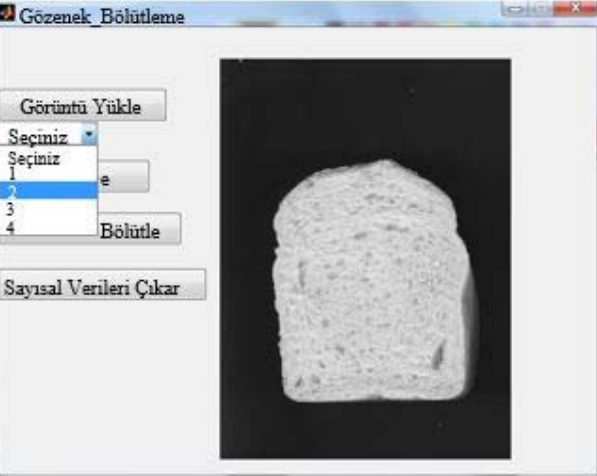 Gözenek_Bölütleme
Görüntü Yükle
Seçiniz
Seçiniz
1
2
3
4
e
Bölütle
Sayısal Verileri Çıkar